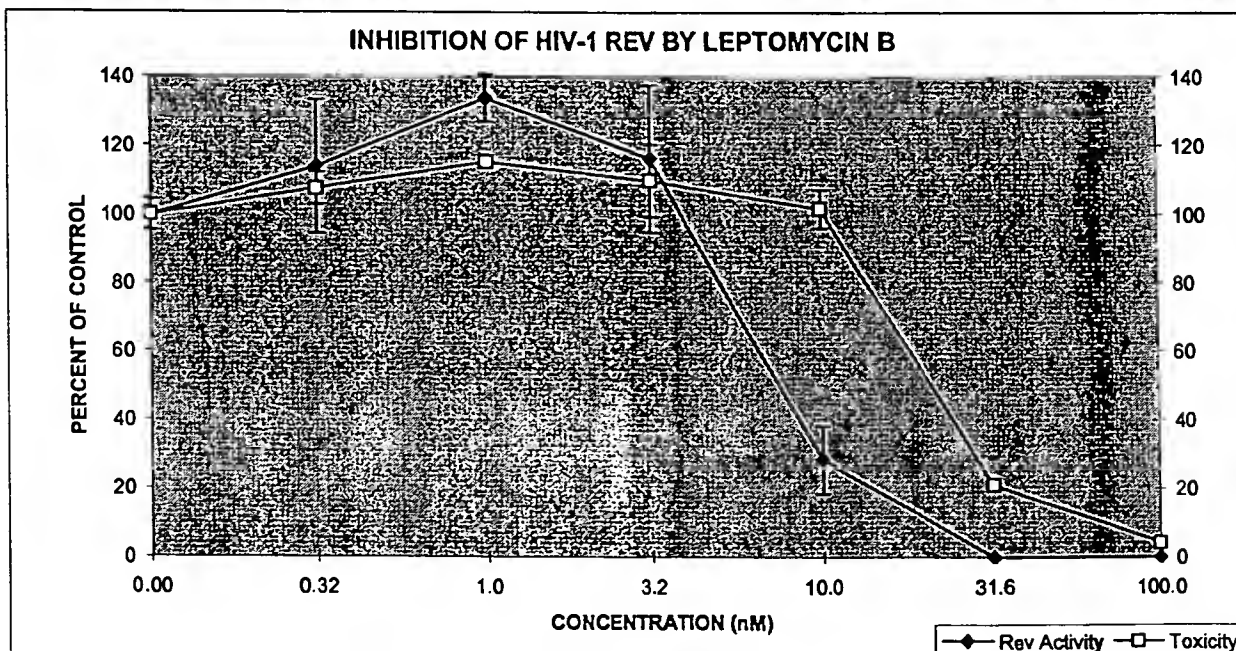 INHIBITION OF HIV-1 REV BY LEPTOMYCIN B
140 140
120 120
100 100
80 80
60 60
40 40
20 20
0 0
PERCENT OF CONTROL
0.00 0.32 1.0 3.2 10.0 31.6 100.0
CONCENTRATION (nM)
Rev Activity Toxicity